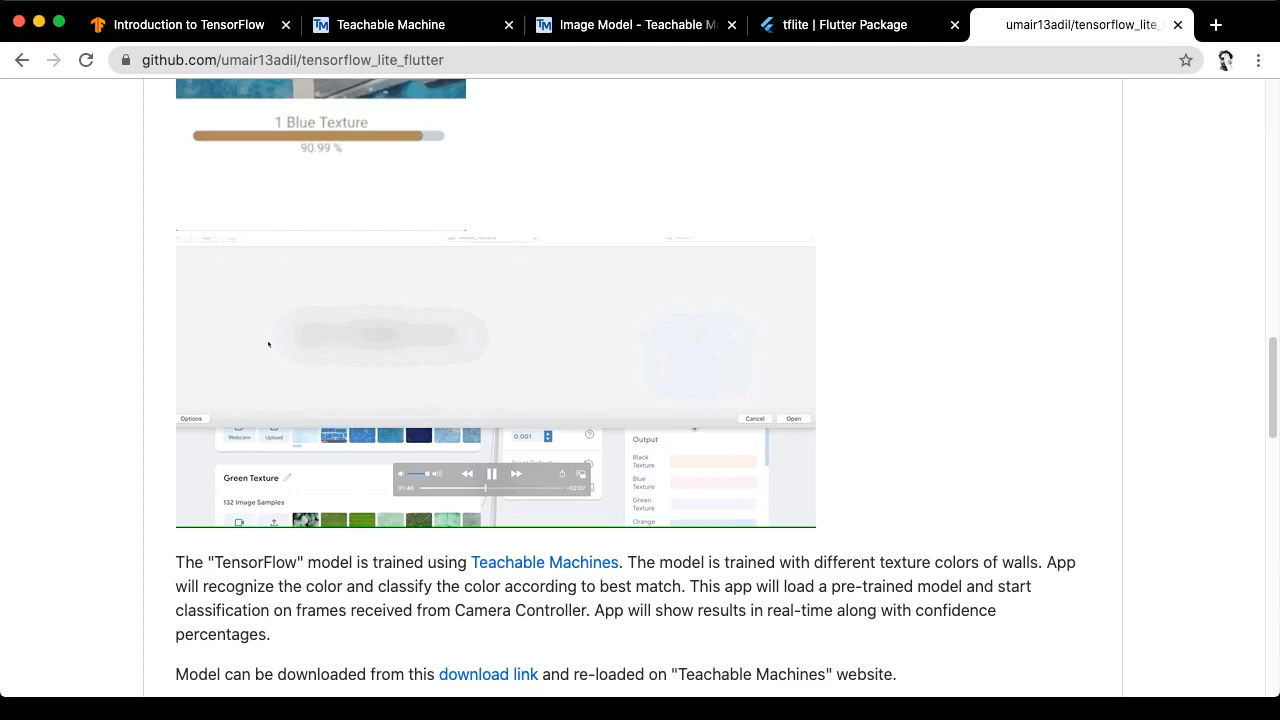 Introduction to TensorFlow
Teachable Machine
Image Model - Teachable M
tflite | Flutter Package
umair13adil/tensorflow_lite_
github.com/umair13adil/tensorflow_lite_flutter
1 Blue Texture
90.99 %
Options
Cancel
Open
Webcam
Upload
0.001
Output
Black
Texture
Blue
Texture
Green Texture
132 Image Samples
Green
Texture
Orange
01:46
-02:07
The "TensorFlow" model is trained using Teachable Machines. The model is trained with different texture colors of walls. App
will recognize the color and classify the color according to best match. This app will load a pre-trained model and start
classification on frames received from Camera Controller. App will show results in real-time along with confidence
percentages.
Model can be downloaded from this download link and re-loaded on "Teachable Machines" website.